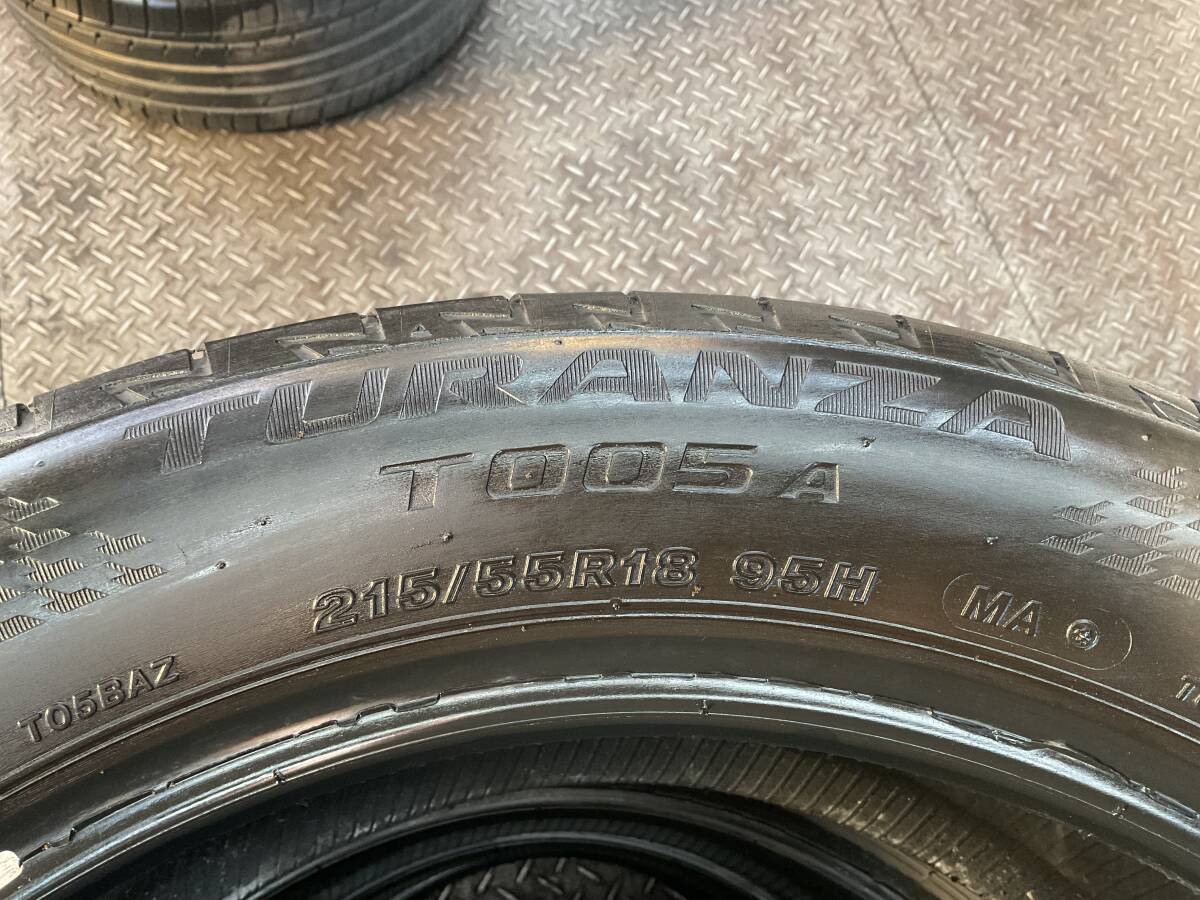 TURANZA
T005A
215/55R18 95H
MA
T05BAZ